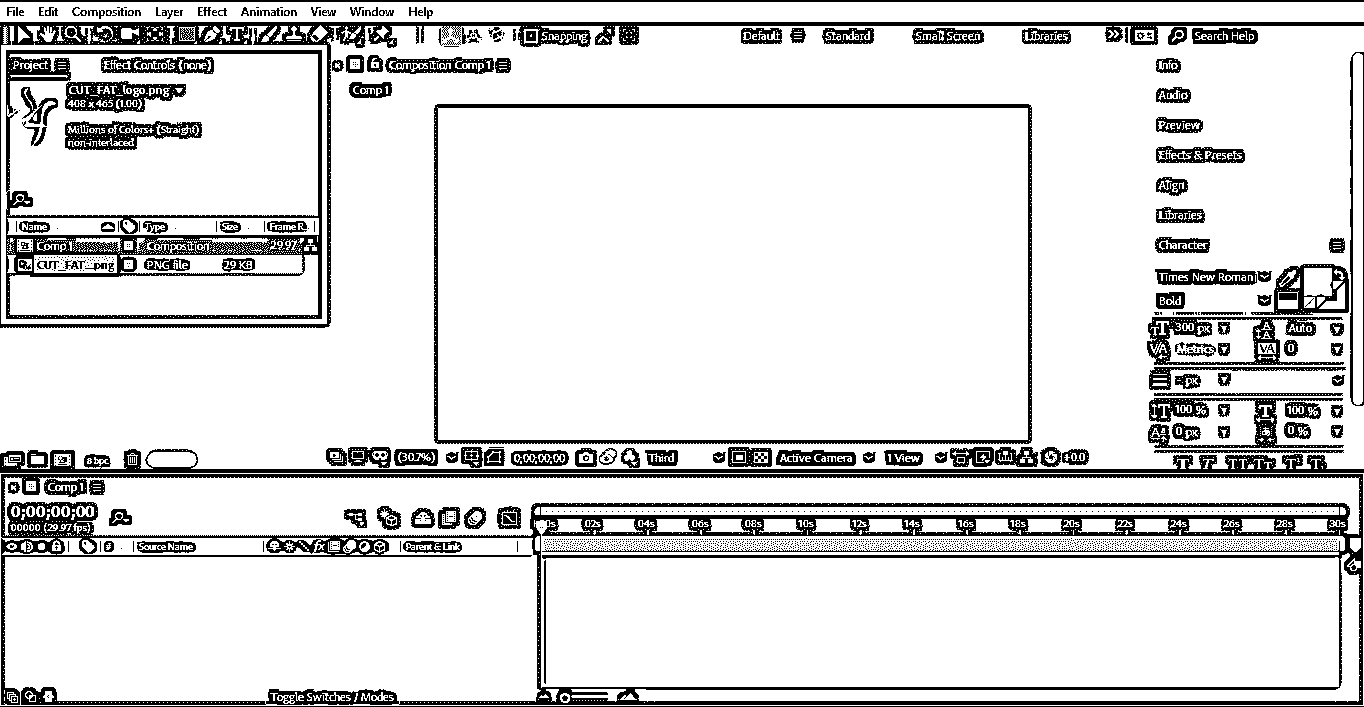 File Edit Composition Layer Effect Animation View Window Help
Snapping Default Standard Small Screen Libraries Search Help
Project Effect Controls (none)
Composition Comp 1
Comp 1
CUT_FAT_logo.png
408 x 465 (1.00)
Millions of Colors+ (Straight)
non-interlaced
Name Type Size Frame R..
Comp 1 Composition 29.97
CUT_FAT_.png PNG file 29 KB
Info
Audio
Preview
Effects & Presets
Align
Libraries
Character
Times New Roman
Bold
300 px Auto
Metrics 0
- px
100 % 100 %
0 px 0 %
8 bpc
(30.7%) 0;00;00;00 Third Active Camera 1 View +0.0
Comp 1
0;00;00;00
00000 (29.97 fps)
0s 02s 04s 06s 08s 10s 12s 14s 16s 18s 20s 22s 24s 26s 28s 30s
# Source Name Parent & Link
Toggle Switches / Modes